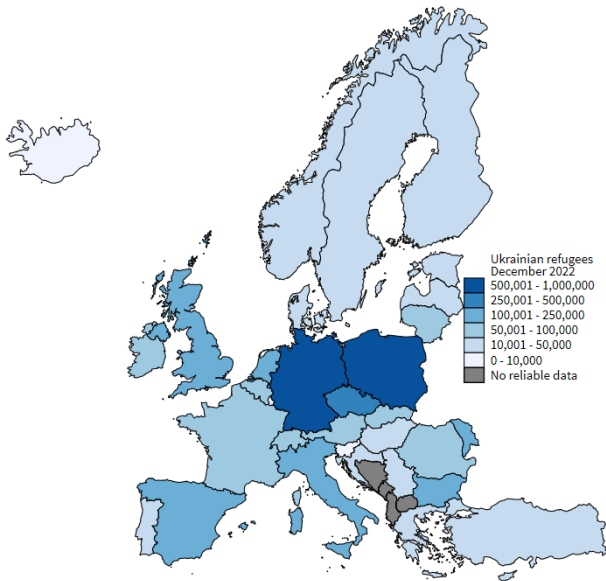 Ukrainian refugees
December 2022
500,001 - 1,000,000
250,001 - 500,000
100,001 - 250,000
50,001 - 100,000
10,001 - 50,000
0 - 10,000
No reliable data